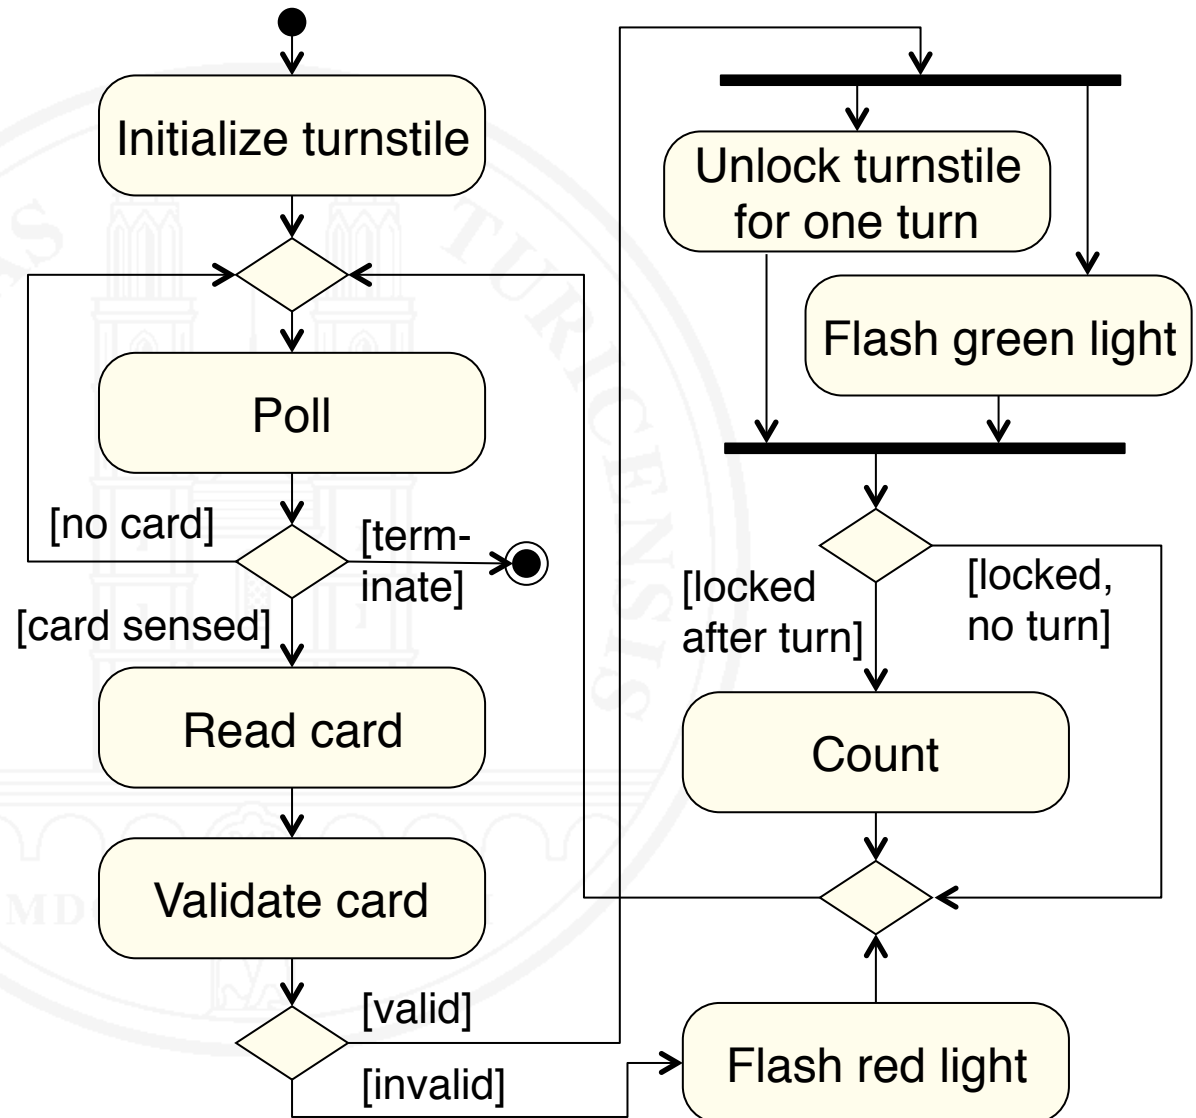 Initialize turnstile
Poll
[no card]
[term-
inate]
[card sensed]
Read card
Validate card
[valid]
[invalid]
Unlock turnstile
for one turn
Flash green light
[locked
after turn]
[locked,
no turn]
Count
Flash red light
TURICENSIS